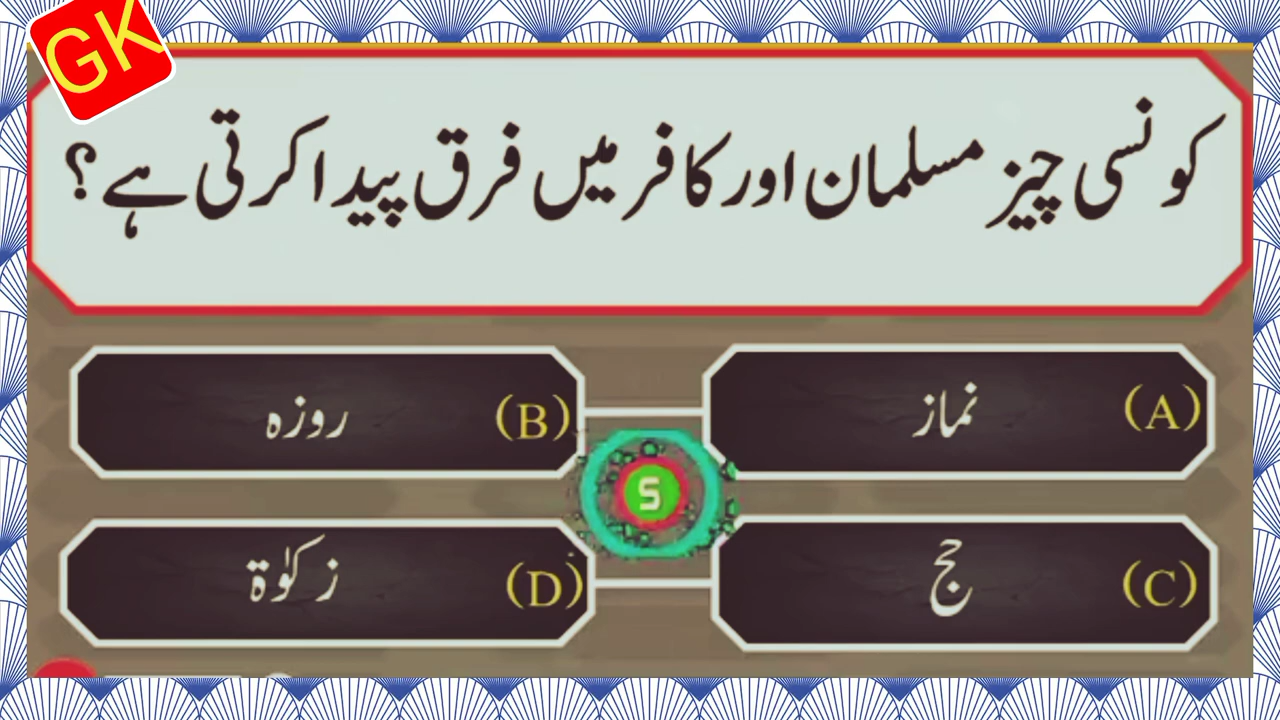 GK
کونسی چیز مسلمان اور کافر میں فرق پیدا کرتی ہے؟
(A) نماز
(B) روزہ
5
(C) حج
(D) زکوٰۃ